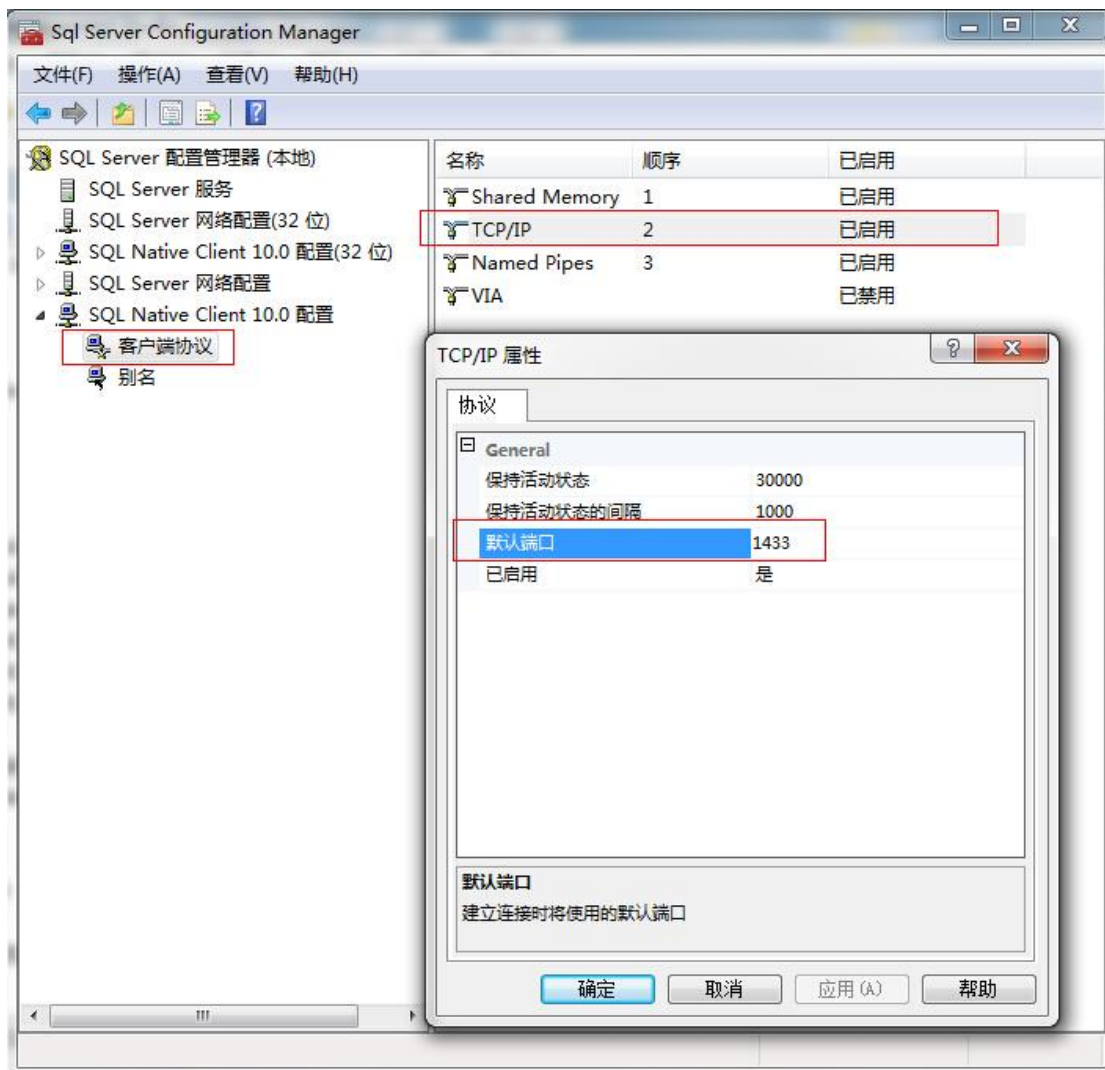 Sql Server Configuration Manager
文件(F) 操作(A) 查看(V) 帮助(H)
SQL Server 配置管理器 (本地)
SQL Server 服务
SQL Server 网络配置(32 位)
SQL Native Client 10.0 配置(32 位)
SQL Server 网络配置
SQL Native Client 10.0 配置
客户端协议
别名
名称 顺序 已启用
Shared Memory 1 已启用
TCP/IP 2 已启用
Named Pipes 3 已启用
VIA 已禁用
TCP/IP 属性
协议
General
保持活动状态 30000
保持活动状态的间隔 1000
默认端口 1433
已启用 是
默认端口
建立连接时将使用的默认端口
确定 取消 应用(A) 帮助